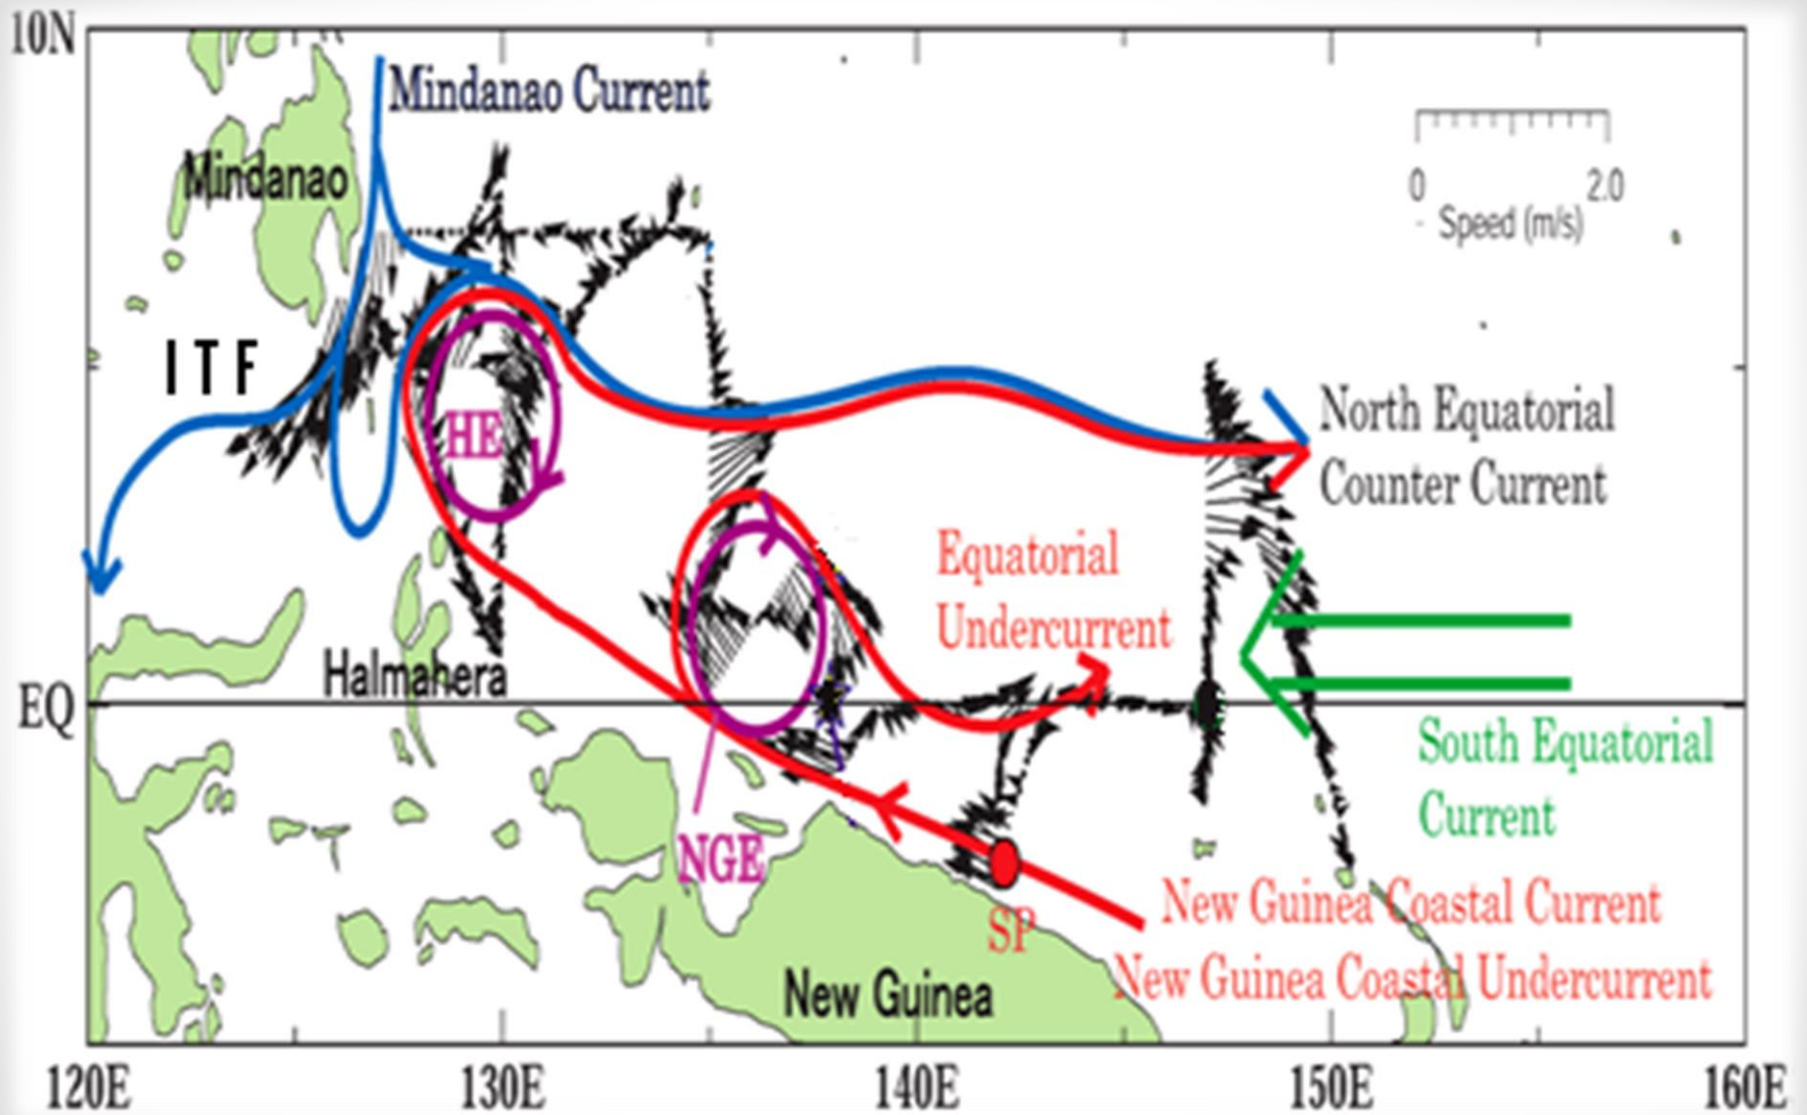 10N
Mindanao Current
Mindanao
0 2.0
Speed (m/s)
ITF
HE
North Equatorial
Counter Current
Equatorial
Undercurrent
Halmahera
EQ
South Equatorial
Current
NGE
SP
New Guinea Coastal Current
New Guinea Coastal Undercurrent
New Guinea
120E 130E 140E 150E 160E